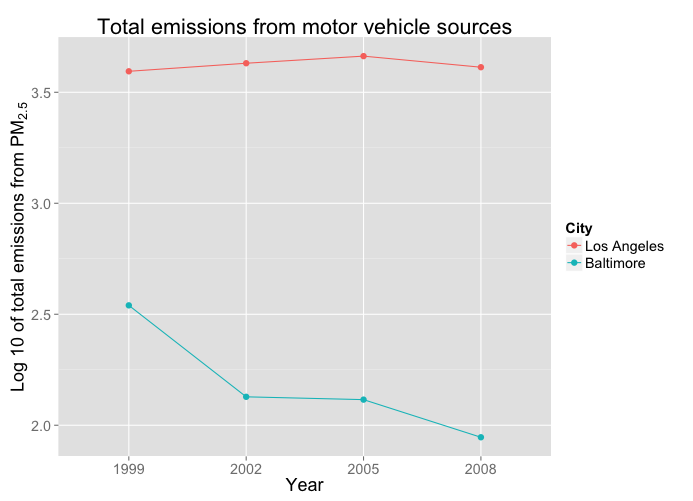 Total emissions from motor vehicle sources
Log 10 of total emissions from PM2.5
3.5
3.0
2.5
2.0
1999 2002 2005 2008
Year
City
Los Angeles
Baltimore